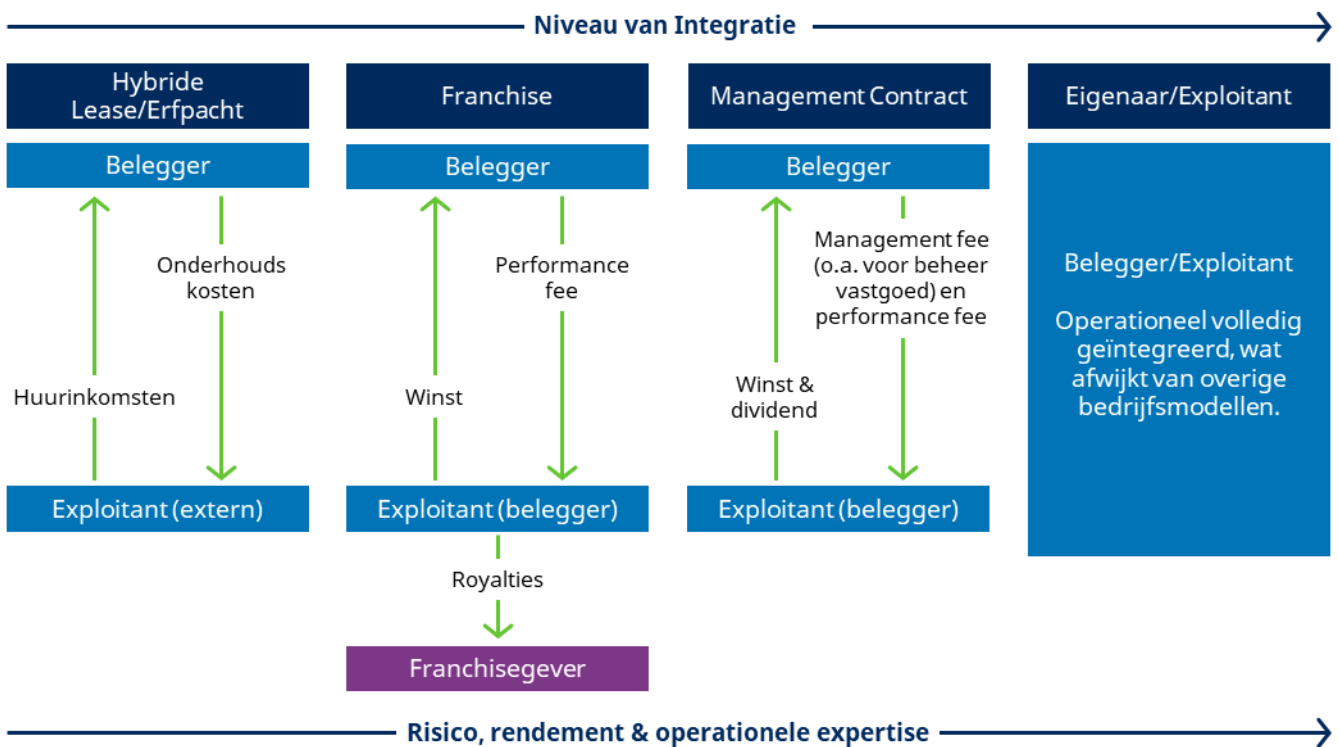 Niveau van Integratie
Hybride
Lease/Erfpacht
Belegger
Onderhouds
kosten
Huurinkomsten
Exploitant (extern)
Franchise
Belegger
Performance
fee
Winst
Exploitant (belegger)
Royalties
Franchisegever
Management Contract
Belegger
Management fee
(o.a. voor beheer
vastgoed) en
performance fee
Winst &
dividend
Exploitant (belegger)
Eigenaar/Exploitant
Belegger/Exploitant
Operationeel volledig
geïntegreerd, wat
afwijkt van overige
bedrijfsmodellen.
Risico, rendement & operationele expertise